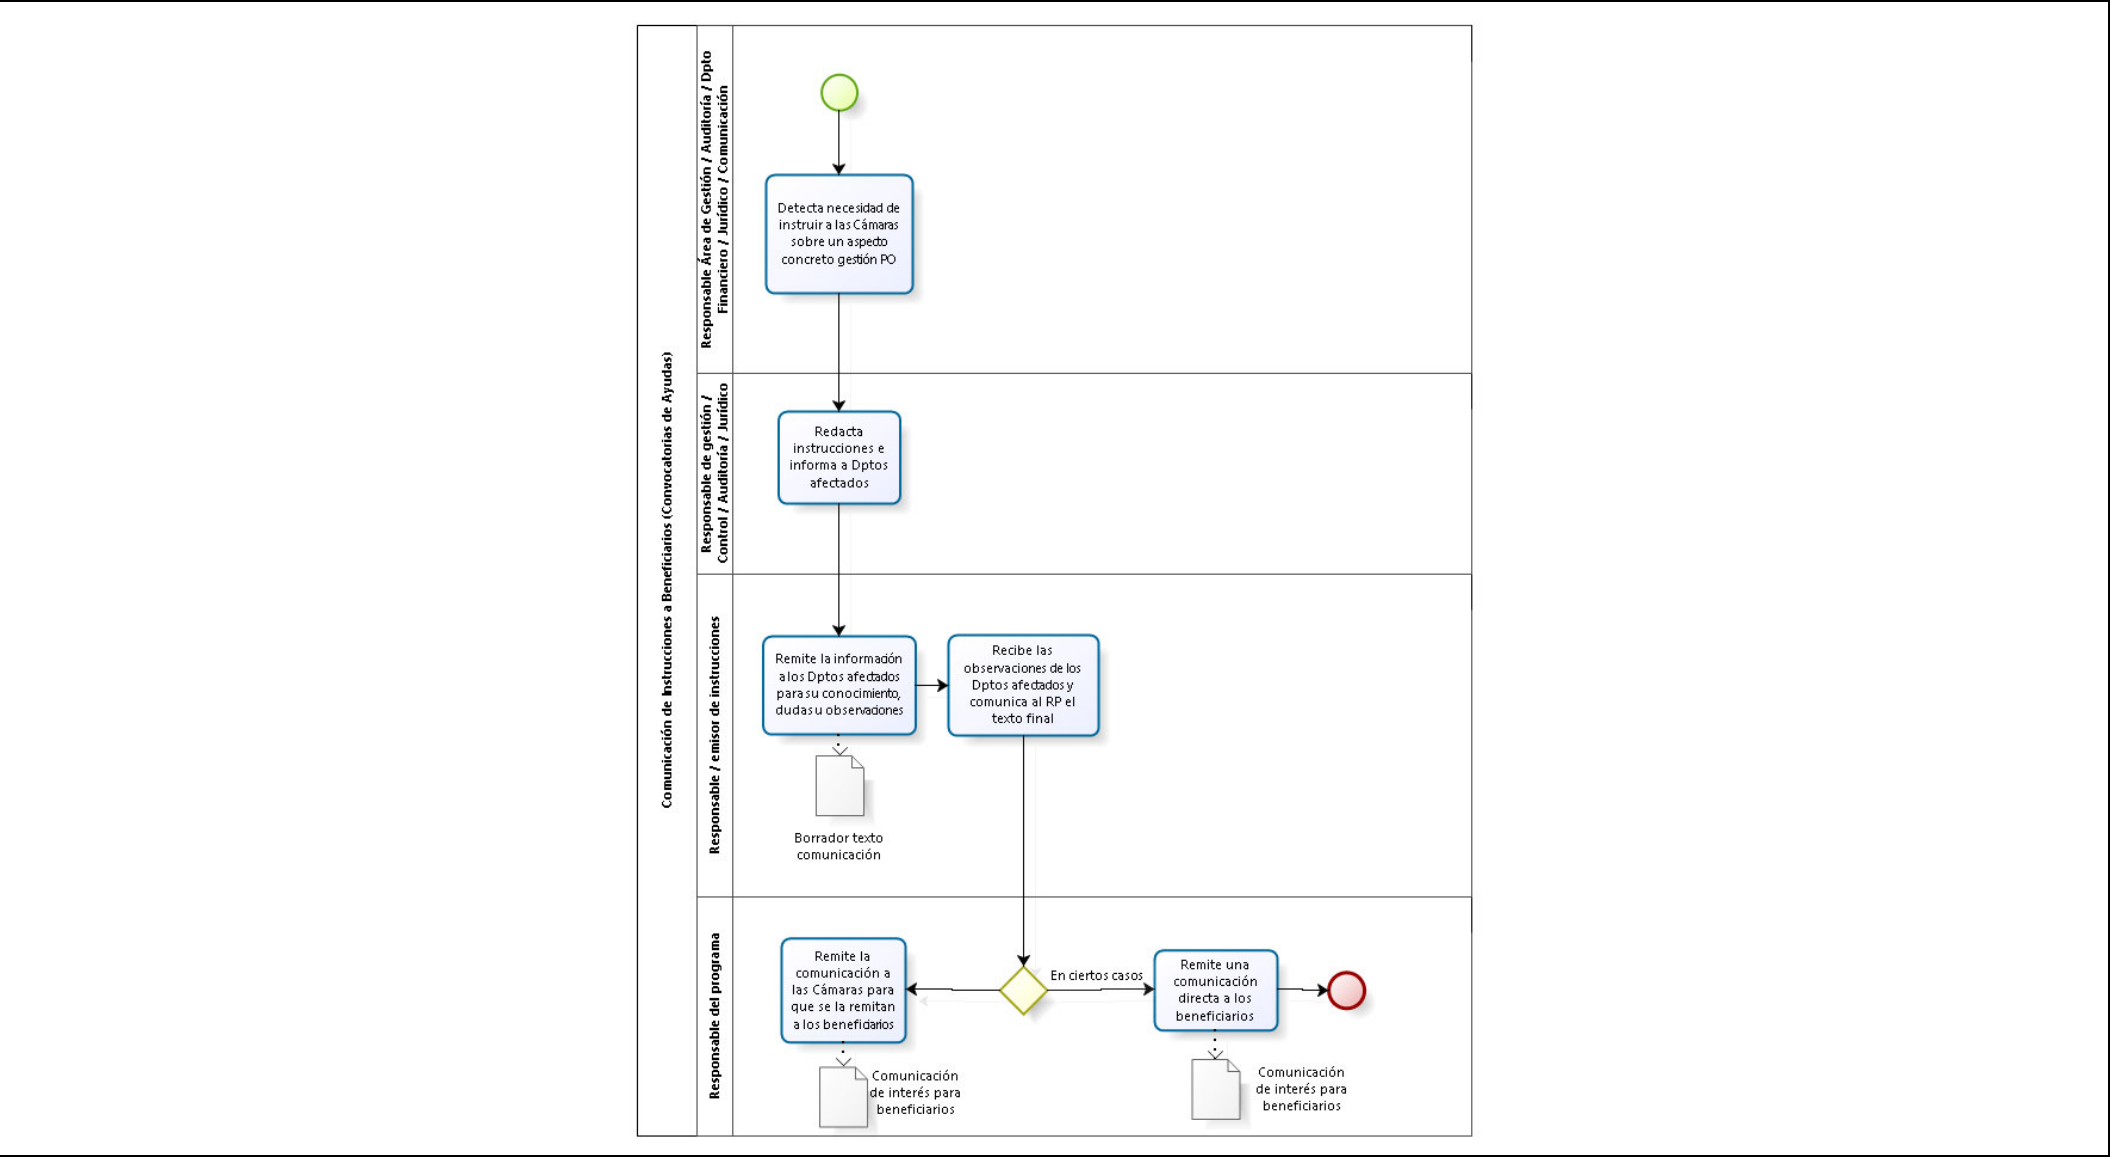 Comunicación de Instrucciones a Beneficiarios (Convocatorias de Ayudas)
Responsable Área de Gestión / Auditoría / Dpto
Financiero / Jurídico / Comunicación
Detecta necesidad de
instruir a las Cámaras
sobre un aspecto
concreto gestión PO
Responsable de gestión /
Control / Auditoría / Jurídico
Redacta
instrucciones e
informa a Dptos
afectados
Responsable / emisor de instrucciones
Remite la información
a los Dptos afectados
para su conocimiento,
dudas u observaciones
Recibe las
observaciones de los
Dptos afectados y
comunica al RP el
texto final
Borrador texto
comunicación
Responsable del programa
Remite la
comunicación a
las Cámaras para
que se la remitan
a los beneficiarios
En ciertos casos
Remite una
comunicación
directa a los
beneficiarios
Comunicación
de interés para
beneficiarios
Comunicación
de interés para
beneficiarios